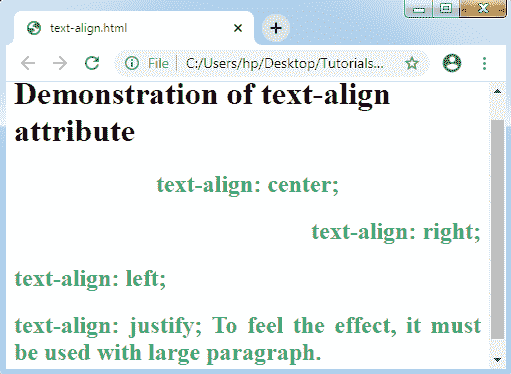 text-align.html
File
C:/Users/hp/Desktop/Tutorials...
Demonstration of text-align
attribute
text-align: center;
text-align: right;
text-align: left;
text-align: justify; To feel the effect, it must
be used with large paragraph.